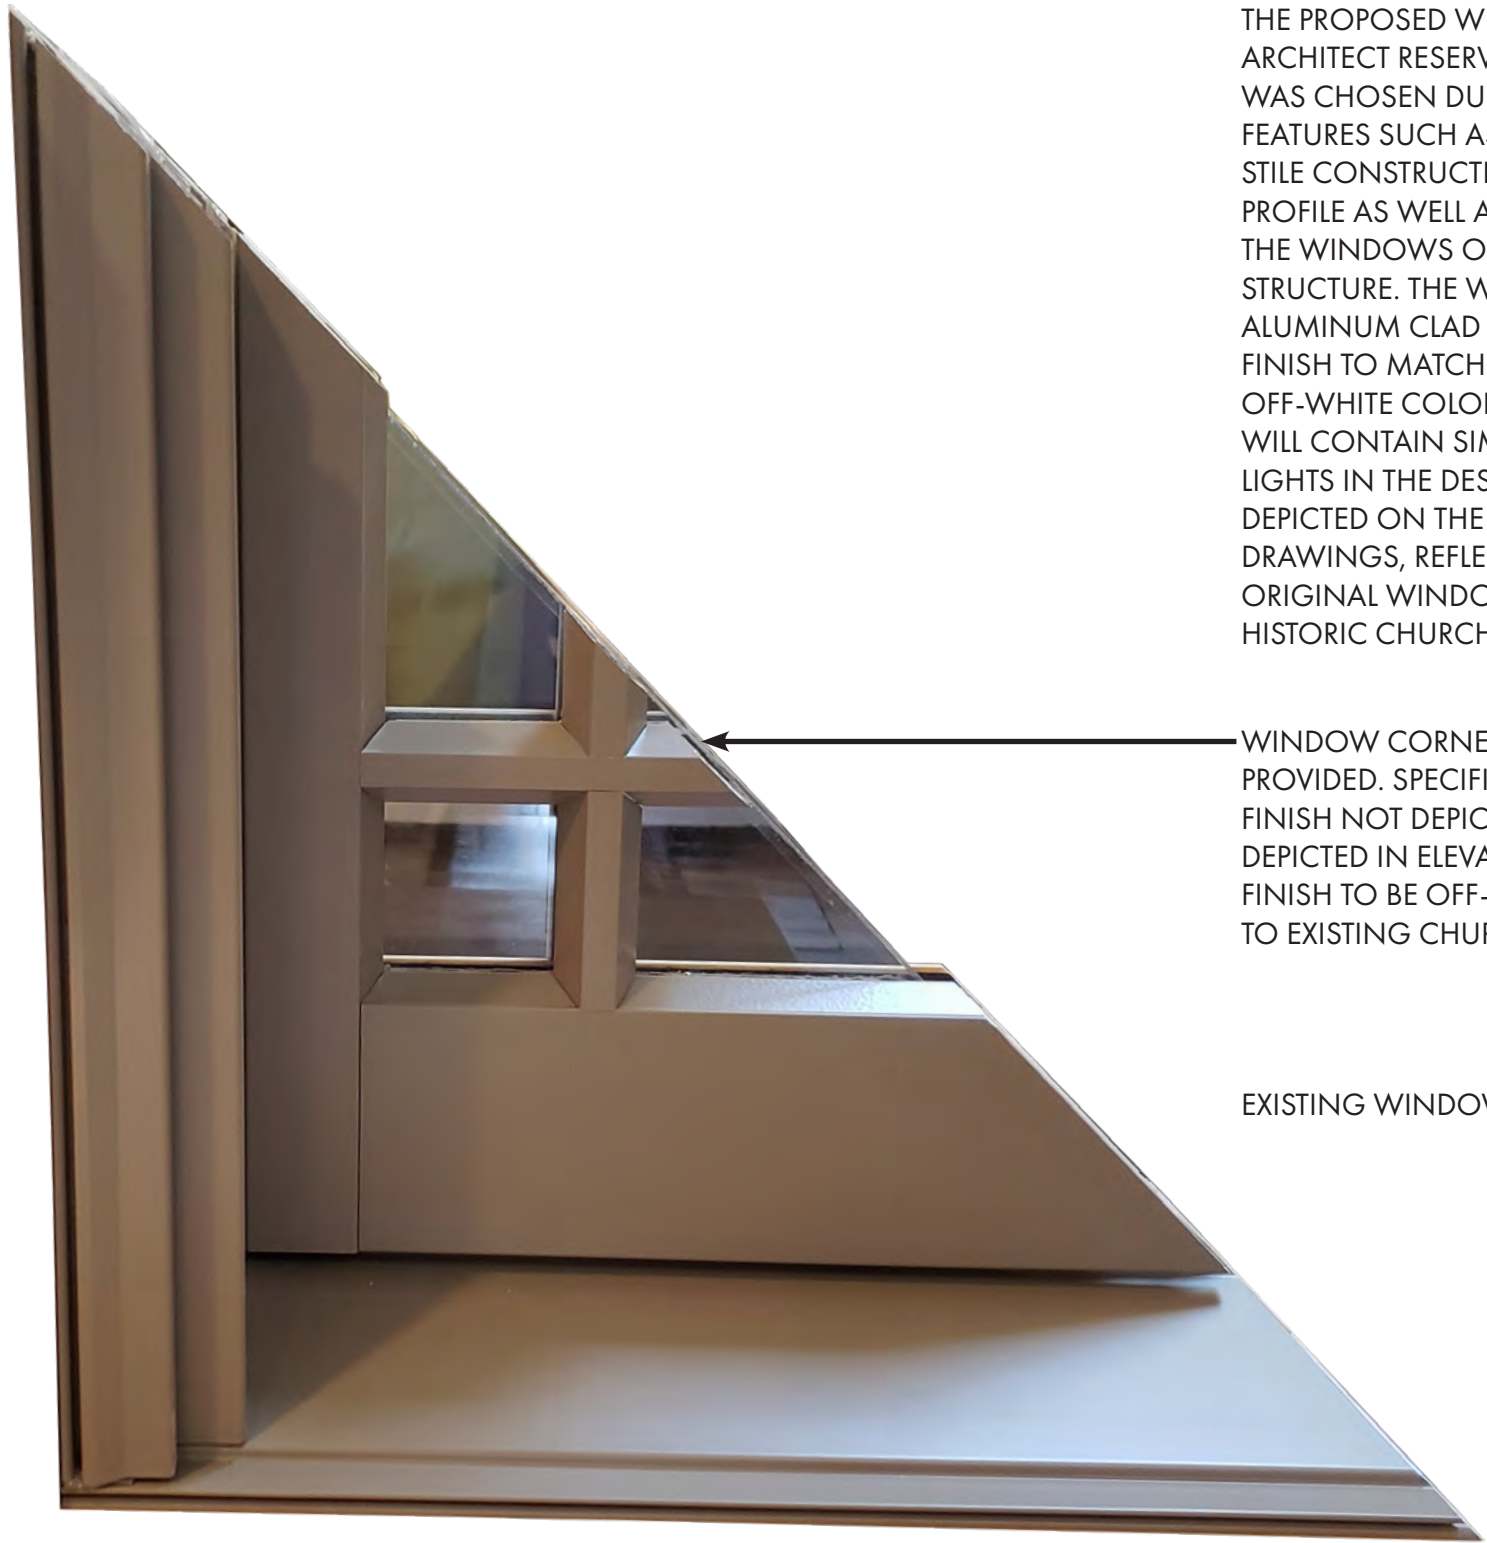 THE PROPOSED W
ARCHITECT RESERV
WAS CHOSEN DU
FEATURES SUCH AS
STILE CONSTRUCT
PROFILE AS WELL A
THE WINDOWS O
STRUCTURE. THE W
ALUMINUM CLAD
FINISH TO MATCH
OFF-WHITE COLO
WILL CONTAIN SIM
LIGHTS IN THE DES
DEPICTED ON THE
DRAWINGS, REFLE
ORIGINAL WINDO
HISTORIC CHURCH
WINDOW CORNE
PROVIDED. SPECIFI
FINISH NOT DEPIC
DEPICTED IN ELEVA
FINISH TO BE OFF-
TO EXISTING CHU
EXISTING WINDOW